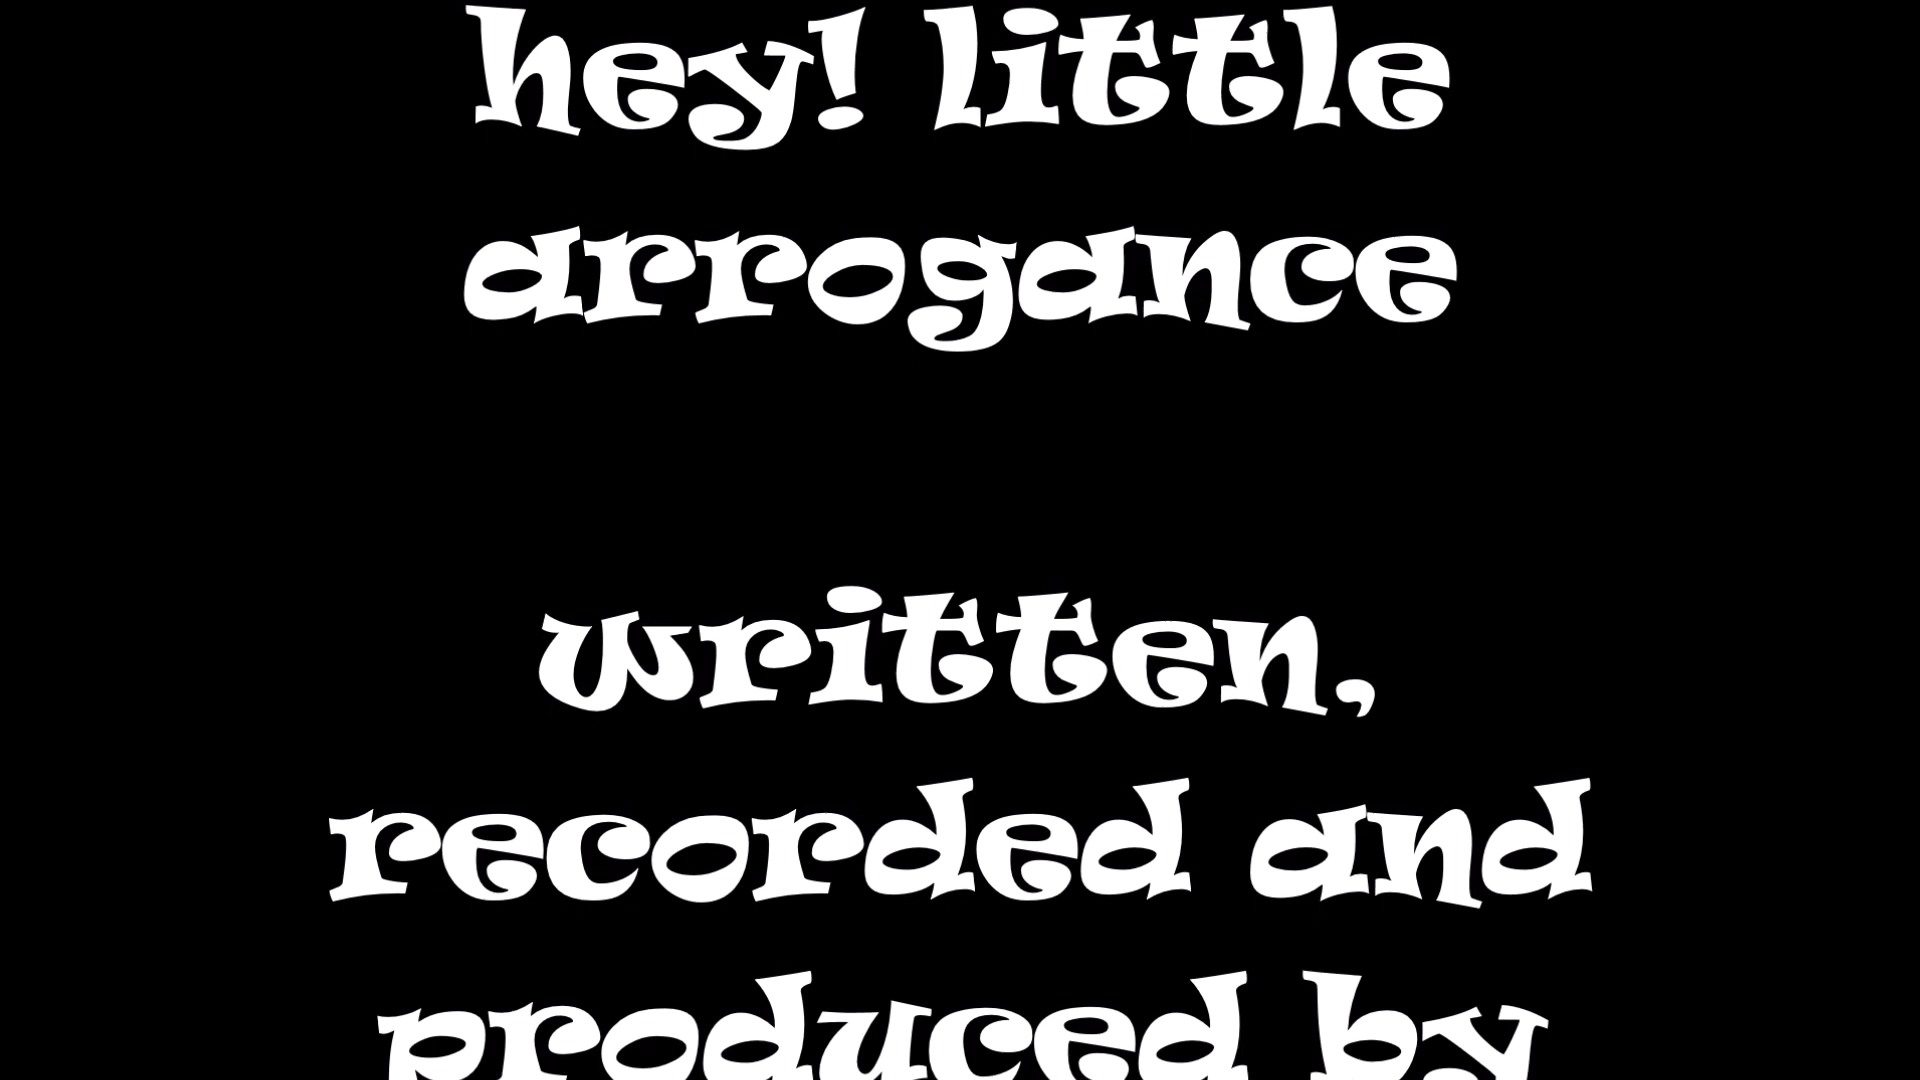 hey! little
arrogance
written,
recorded and
produced by